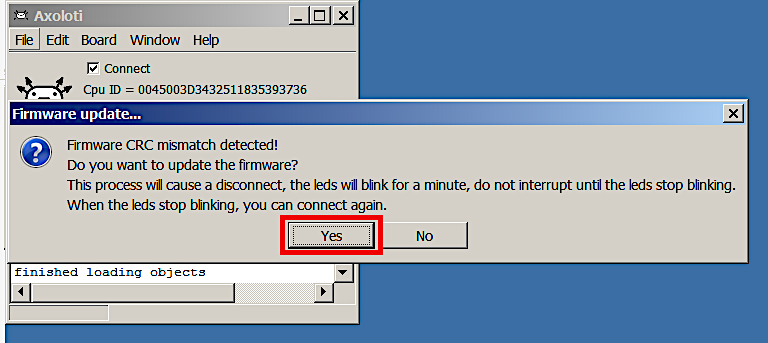 Axoloti
File Edit Board Window Help
Connect
Cpu ID = 0045003D3432511835393736
Firmware update...
Firmware CRC mismatch detected!
Do you want to update the firmware?
This process will cause a disconnect, the leds will blink for a minute, do not interrupt until the leds stop blinking.
When the leds stop blinking, you can connect again.
Yes No
finished loading objects